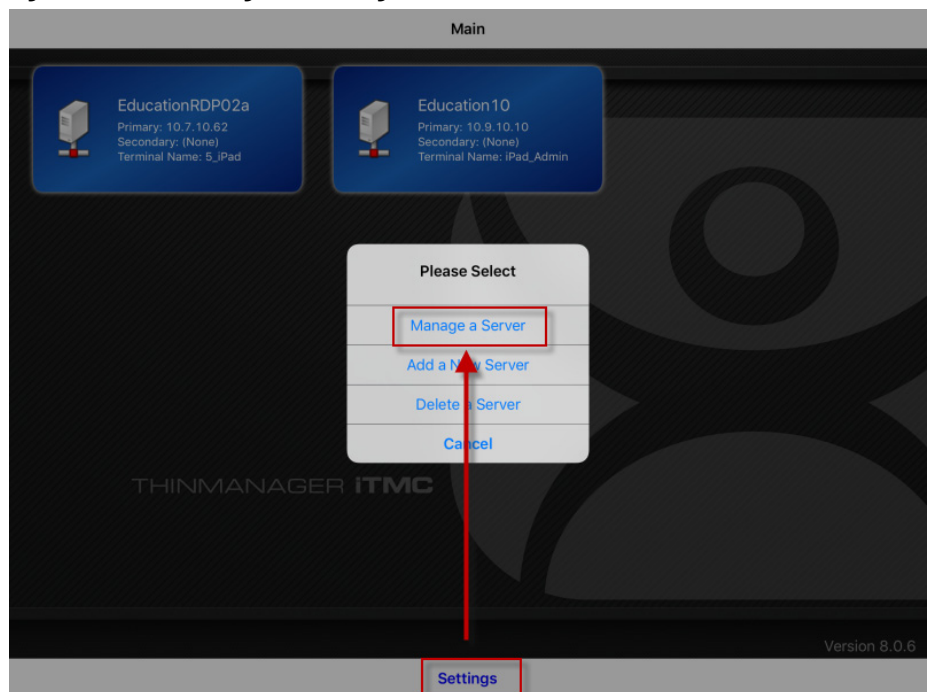 Main
EducationRDP02a
Primary: 10.7.10.62
Secondary: (None)
Terminal Name: 5_iPad
Education10
Primary: 10.9.10.10
Secondary: (None)
Terminal Name: iPad_Admin
Please Select
Manage a Server
Add a New Server
Delete a Server
Cancel
THINMANAGER iTMC
Version 8.0.6
Settings